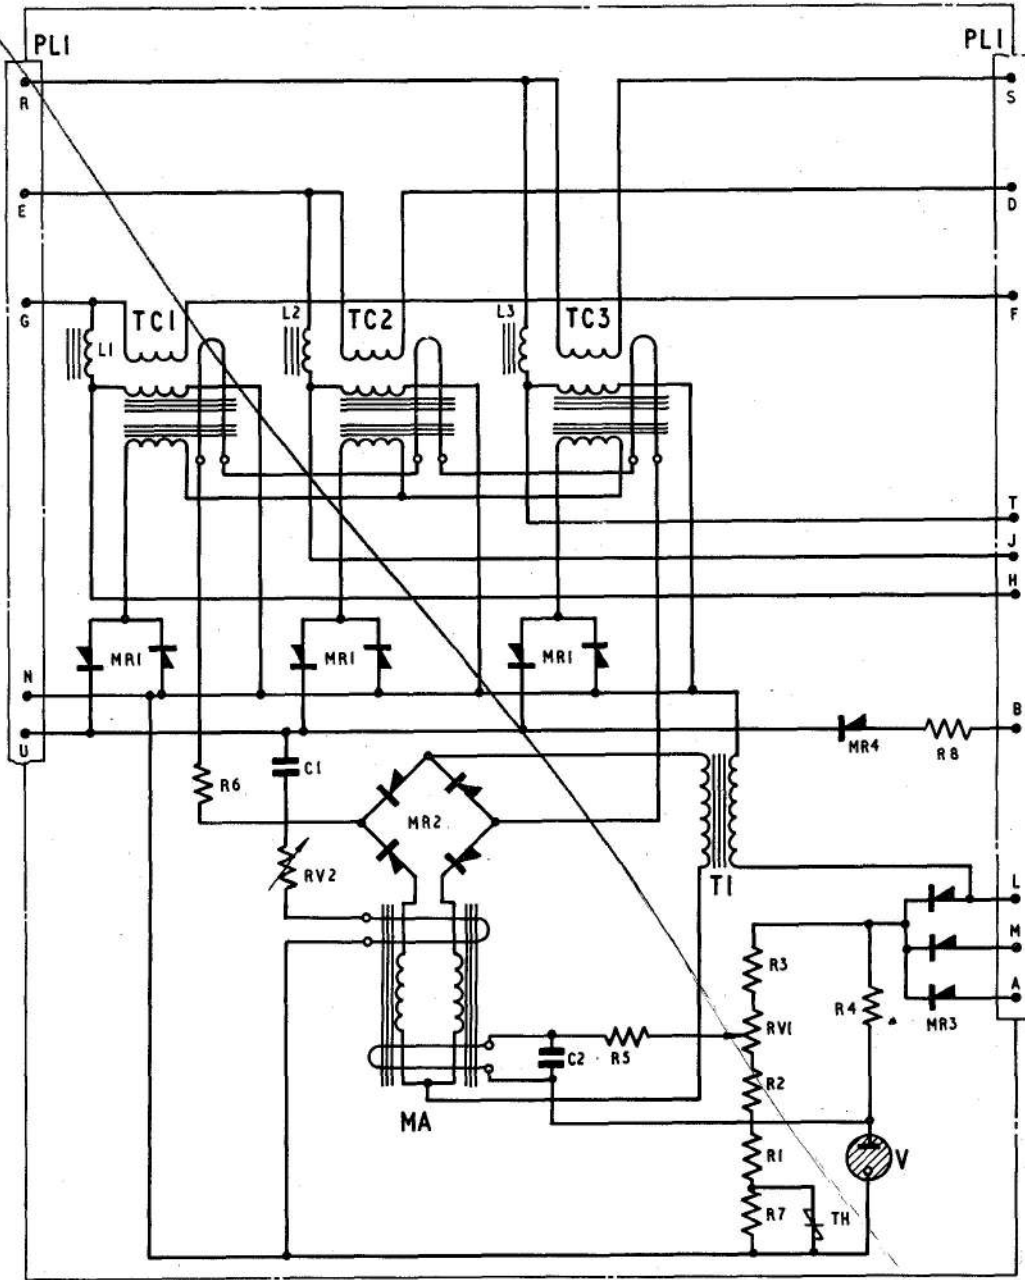 PL1 PL1
R S
E D
G F
TC1 L2 TC2 L3 TC3
L1
T
J
H
MR1 MR1 MR1
N B
U MR4 R8
R6 C1
MR2
RV2 T1 L
R3 M
R4 A
RV1 MR3
C2 R5
R2
MA
R1 V
R7 TH